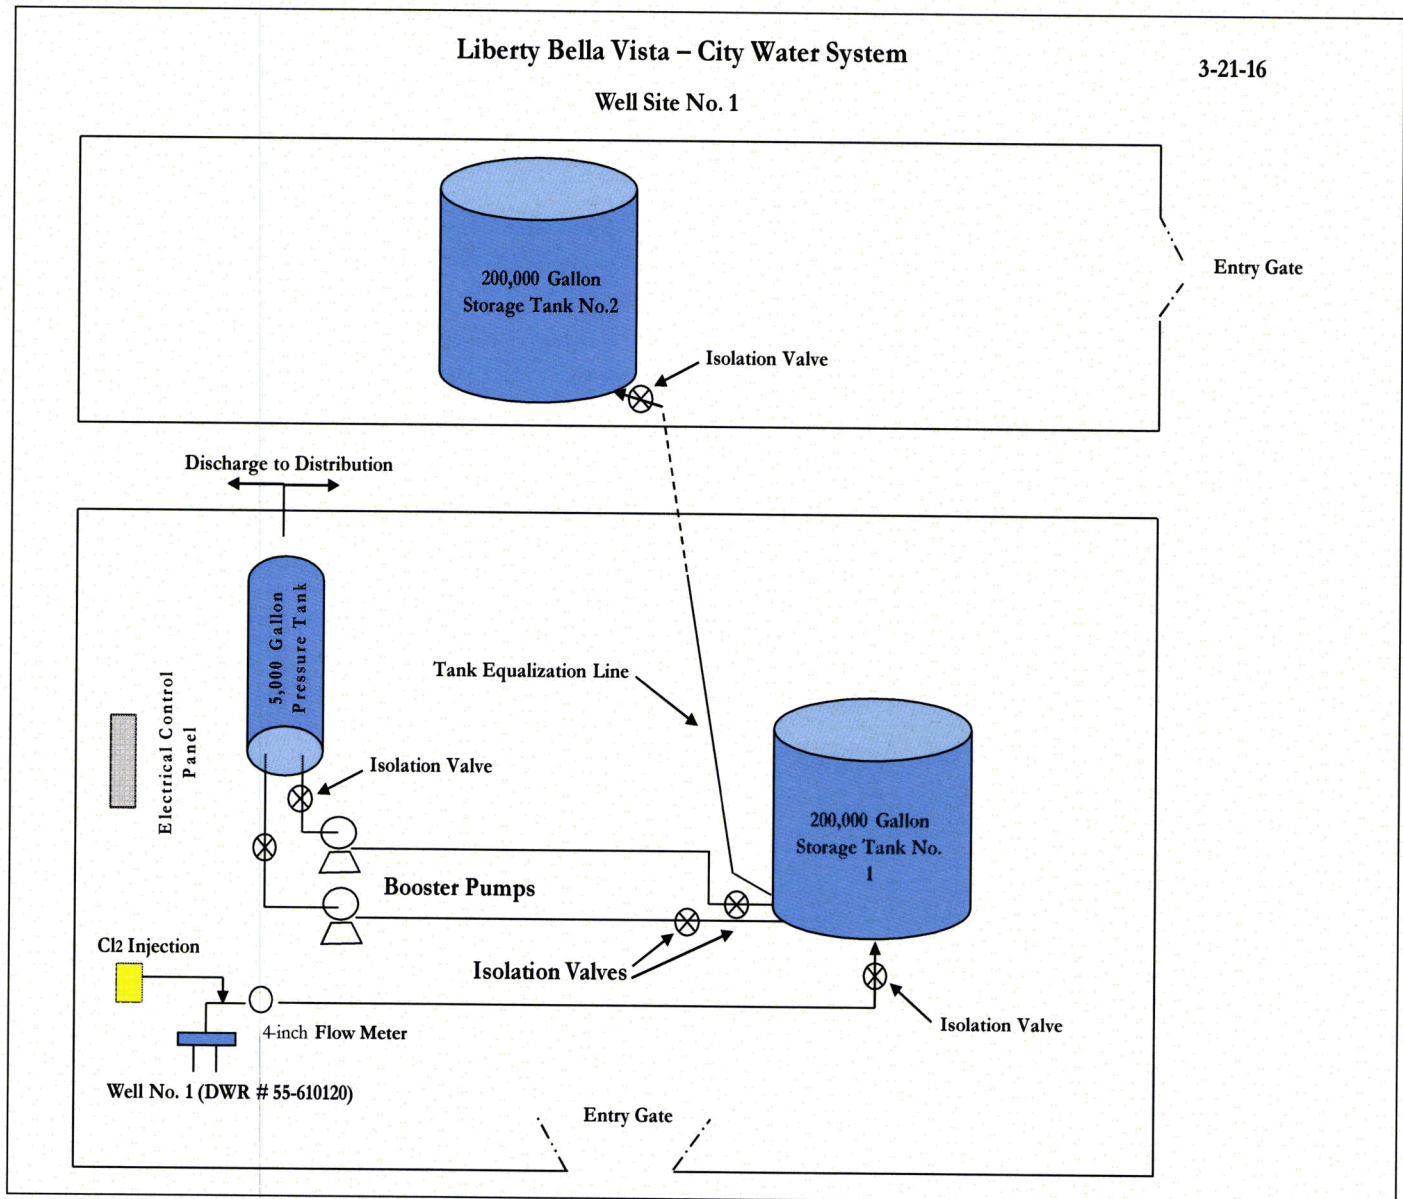 Liberty Bella Vista – City Water System
3-21-16
Well Site No. 1
200,000 Gallon
Storage Tank No.2
Entry Gate
Isolation Valve
Discharge to Distribution
5,000 Gallon
Pressure Tank
Tank Equalization Line
Electrical Control
Panel
Isolation Valve
200,000 Gallon
Storage Tank No.
1
Booster Pumps
Cl2 Injection
Isolation Valves
4-inch Flow Meter
Isolation Valve
Well No. 1 (DWR # 55-610120)
Entry Gate